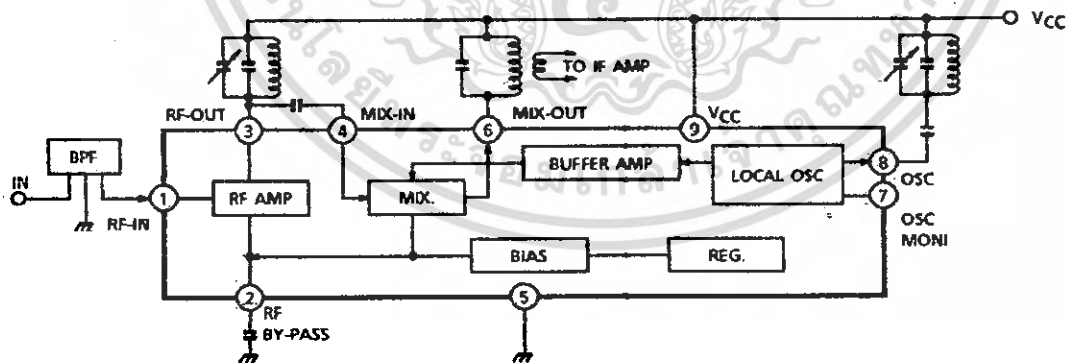 VCC
TO IF AMP
RF-OUT
3
4
MIX-IN
6
MIX-OUT
9
VCC
BPF
IN
1
RF-IN
RF AMP
MIX.
BUFFER AMP
LOCAL OSC
8
OSC
7
OSC
MONI
BIAS
REG.
2
RF
BY-PASS
5